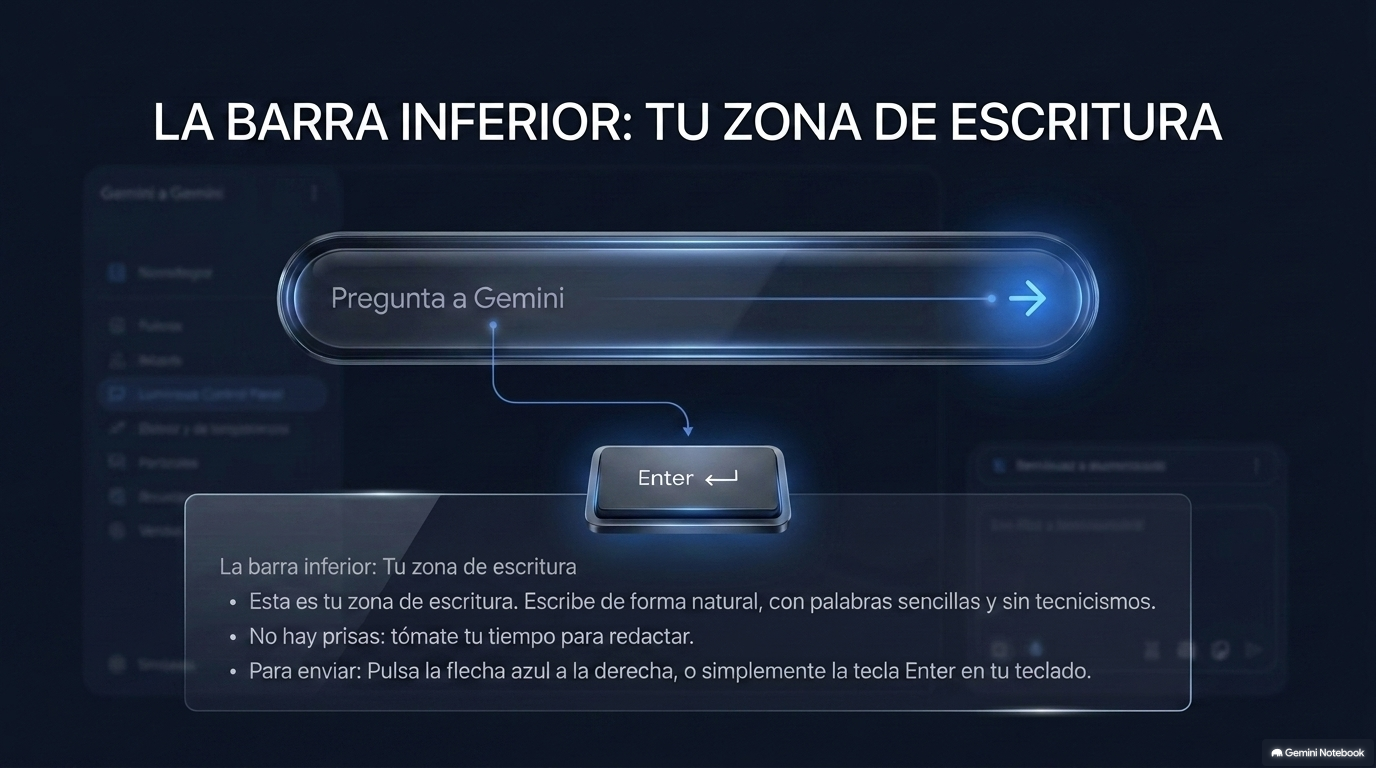 LA BARRA INFERIOR: TU ZONA DE ESCRITURA
Gemini a Gemini
Pregunta a Gemini
Enter
La barra inferior: Tu zona de escritura
• Esta es tu zona de escritura. Escribe de forma natural, con palabras sencillas y sin tecnicismos.
• No hay prisas: tómate tu tiempo para redactar.
• Para enviar: Pulsa la flecha azul a la derecha, o simplemente la tecla Enter en tu teclado.
Gemini Notebook